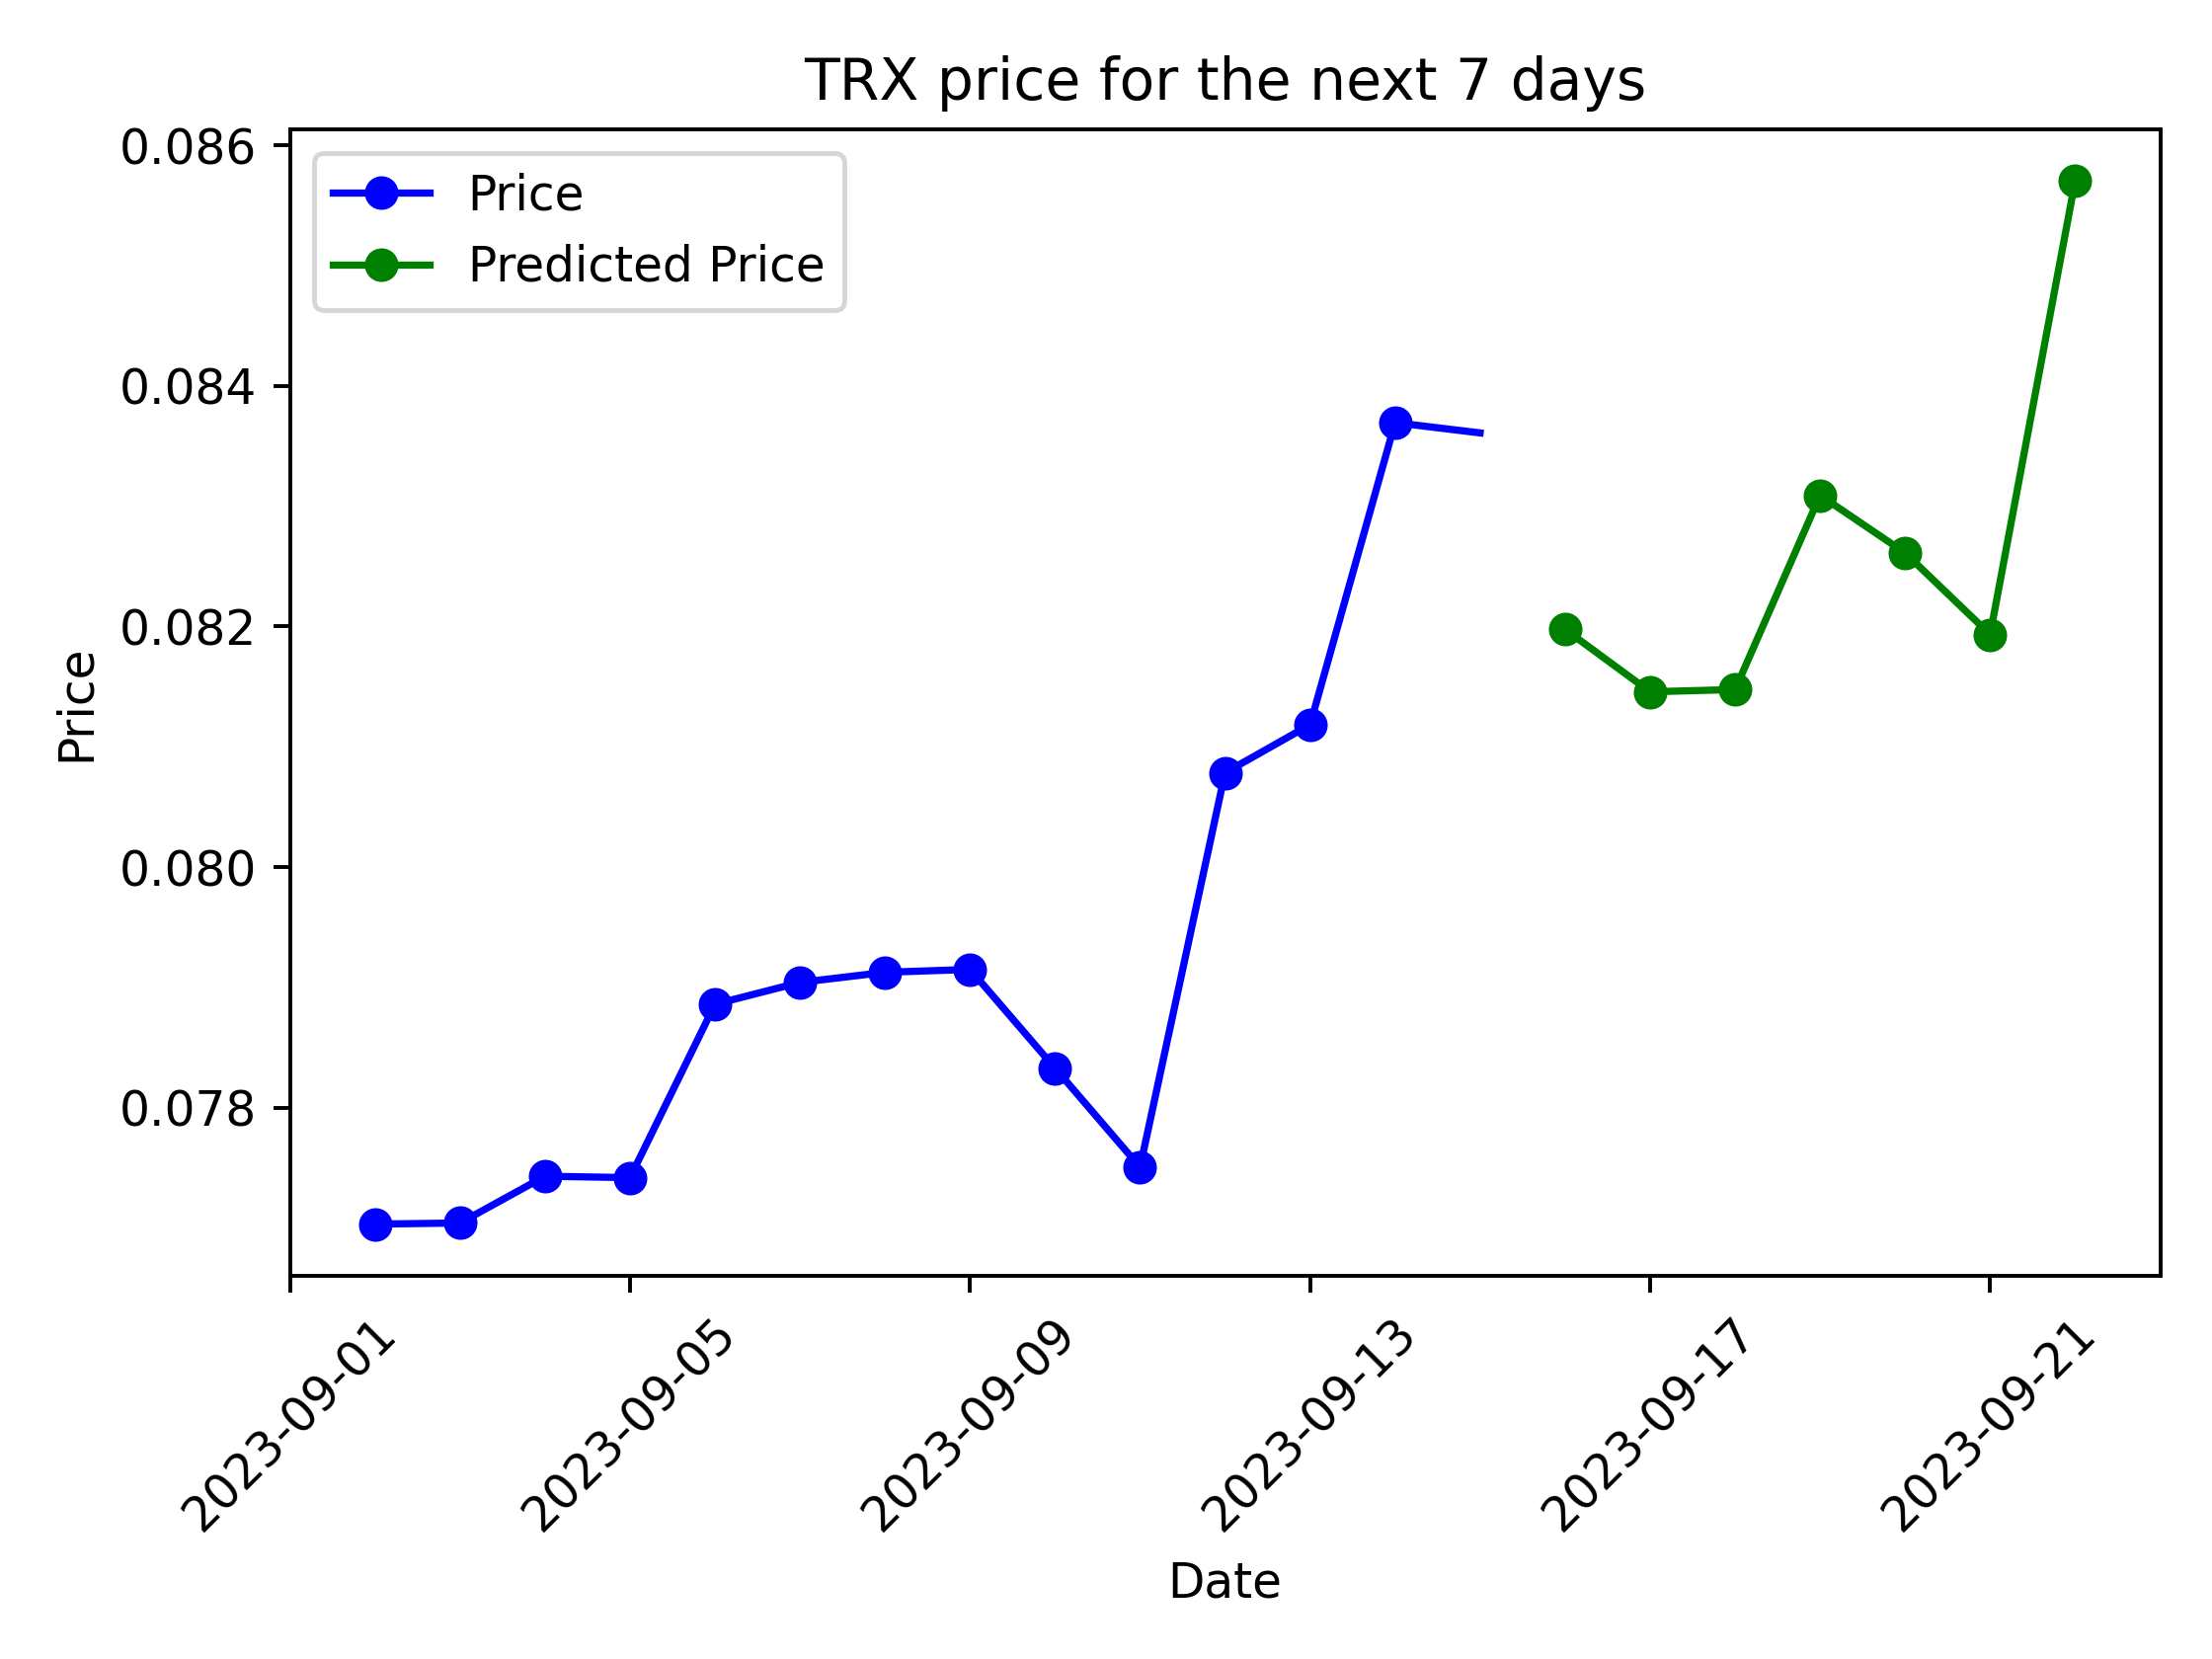 TRX price for the next 7 days
Price
Predicted Price
0.086
0.084
0.082
0.080
0.078
Price
2023-09-01
2023-09-05
2023-09-09
2023-09-13
2023-09-17
2023-09-21
Date